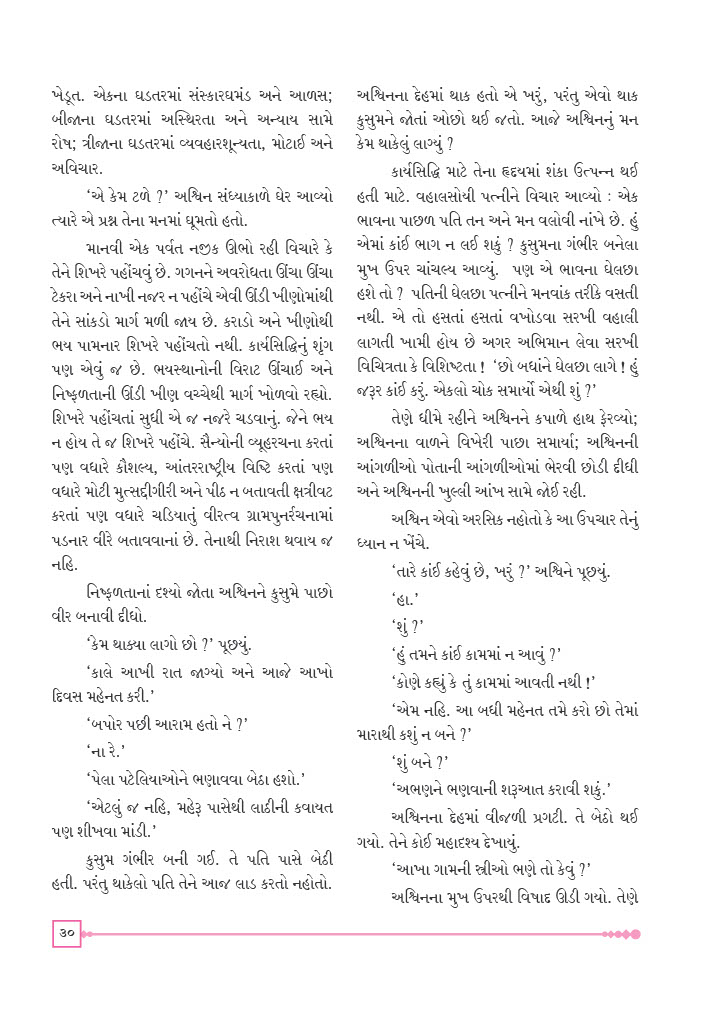 ખેડૂત. એકના ઘડતરમાં સંસ્કારઘમંડ અને આળસ;
બીજાના ઘડતરમાં અસ્થિરતા અને અન્યાય સામે
રોષ; ત્રીજાના ઘડતરમાં વ્યવહારશૂન્યતા, મોટાઈ અને
અવિચાર.
‘એ કેમ ટળે ?’ અશ્વિન સંધ્યાકાળે ઘેર આવ્યો
ત્યારે એ પ્રશ્ન તેના મનમાં ઘૂમતો હતો.
માનવી એક પર્વત નજીક ઊભો રહી વિચારે કે
તેને શિખરે પહોંચવું છે. ગગનને અવરોધતા ઊંચા ઊંચા
ટેકરા અને નાખી નજર ન પહોંચે એવી ઊંડી ખીણોમાંથી
તેને સાંકડો માર્ગ મળી જાય છે. કરાડો અને ખીણોથી
ભય પામનાર શિખરે પહોંચતો નથી. કાર્યસિદ્ધિનું શૃંગ
પણ એવું જ છે. ભયસ્થાનોની વિરાટ ઊંચાઈ અને
નિષ્ફળતાની ઊંડી ખીણ વચ્ચેથી માર્ગ ખોળવો રહ્યો.
શિખરે પહોંચતાં સુધી એ જ નજરે ચડવાનું. જેને ભય
ન હોય તે જ શિખરે પહોંચે. સૈન્યોની વ્યૂહરચના કરતાં
પણ વધારે કૌશલ્ય, આંતરરાષ્ટ્રીય વિષ્ટિ કરતાં પણ
વધારે મોટી મુત્સદ્દીગીરી અને પીઠ ન બતાવતી ક્ષત્રીવટ
કરતાં પણ વધારે ચડિયાતું વીરત્વ ગ્રામપુનર્રચનામાં
પડનાર વીરે બતાવવાનાં છે. તેનાથી નિરાશ થવાય જ
નહિ.
નિષ્ફળતાનાં દશ્યો જોતા અશ્વિનને કુસુમે પાછો
વીર બનાવી દીધો.
‘કેમ થાક્યા લાગો છો ?’ પૂછયું.
‘કાલે આખી રાત જાગ્યો અને આજે આખો
દિવસ મહેનત કરી.’
‘બપોર પછી આરામ હતો ને ?’
‘ના રે.’
‘પેલા પટેલિયાઓને ભણાવવા બેઠા હશો.’
‘એટલું જ નહિ, મહેરૂ પાસેથી લાઠીની કવાયત
પણ શીખવા માંડી.’
કુસુમ ગંભીર બની ગઈ. તે પતિ પાસે બેઠી
હતી. પરંતુ થાકેલો પતિ તેને આજ લાડ કરતો નહોતો.
અશ્વિનના દેહમાં થાક હતો એ ખરું, પરંતુ એવો થાક
કુસુમને જોતાં ઓછો થઈ જતો. આજે અશ્વિનનું મન
કેમ થાકેલું લાગ્યું ?
કાર્યસિદ્ધિ માટે તેના હૃદયમાં શંકા ઉત્પન્ન થઈ
હતી માટે. વહાલસોયી પત્નીને વિચાર આવ્યો : એક
ભાવના પાછળ પતિ તન અને મન વલોવી નાંખે છે. હું
એમાં કાંઈ ભાગ ન લઈ શકું ? કુસુમના ગંભીર બનેલા
મુખ ઉપર ચાંચલ્ય આવ્યું. પણ એ ભાવના ઘેલછા
હશે તો ? પતિની ઘેલછા પત્નીને મનવાંક તરીકે વસતી
નથી. એ તો હસતાં હસતાં વખોડવા સરખી વહાલી
લાગતી ખામી હોય છે અગર અભિમાન લેવા સરખી
વિચિત્રતા કે વિશિષ્ટતા ! ‘છો બધાંને ઘેલછા લાગે ! હું
જરૂર કાંઈ કરું. એકલો ચોક સમાર્યો એથી શું ?’
તેણે ધીમે રહીને અશ્વિનને કપાળે હાથ ફેરવ્યો;
અશ્વિનના વાળને વિખેરી પાછા સમાર્યા; અશ્વિનની
આંગળીઓ પોતાની આંગળીઓમાં ભેરવી છોડી દીધી
અને અશ્વિનની ખુલ્લી આંખ સામે જોઈ રહી.
અશ્વિન એવો અરસિક નહોતો કે આ ઉપચાર તેનું
ધ્યાન ન ખેંચે.
‘તારે કાંઈ કહેવું છે, ખરું ?’ અશ્વિને પૂછયું.
‘હા.’
‘શું ?’
‘હું તમને કાંઈ કામમાં ન આવું ?’
‘કોણે કહ્યું કે તું કામમાં આવતી નથી !’
‘એમ નહિ. આ બધી મહેનત તમે કરો છો તેમાં
મારાથી કશું ન બને ?’
‘શું બને ?’
‘અભણને ભણવાની શરૂઆત કરાવી શકું.’
અશ્વિનના દેહમાં વીજળી પ્રગટી. તે બેઠો થઈ
ગયો. તેને કોઈ મહાદશ્ય દેખાયું.
‘આખા ગામની સ્ત્રીઓ ભણે તો કેવું ?’
અશ્વિનના મુખ ઉપરથી વિષાદ ઊડી ગયો. તેણે
૩૦